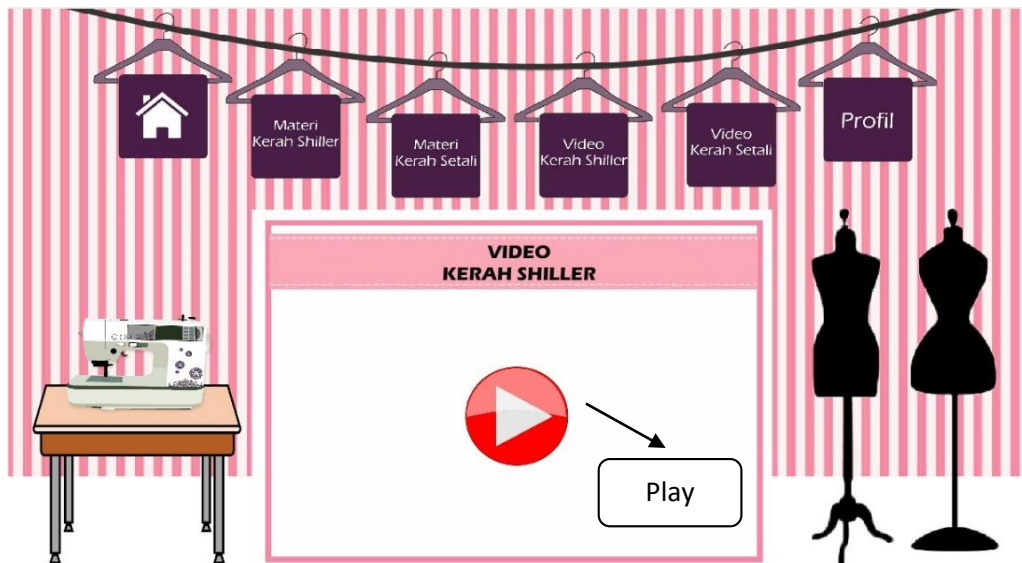 Materi
Kerah Shiller
Materi
Kerah Setali
Video
Kerah Shiller
Video
Kerah Setali
Profil
VIDEO
KERAH SHILLER
Play